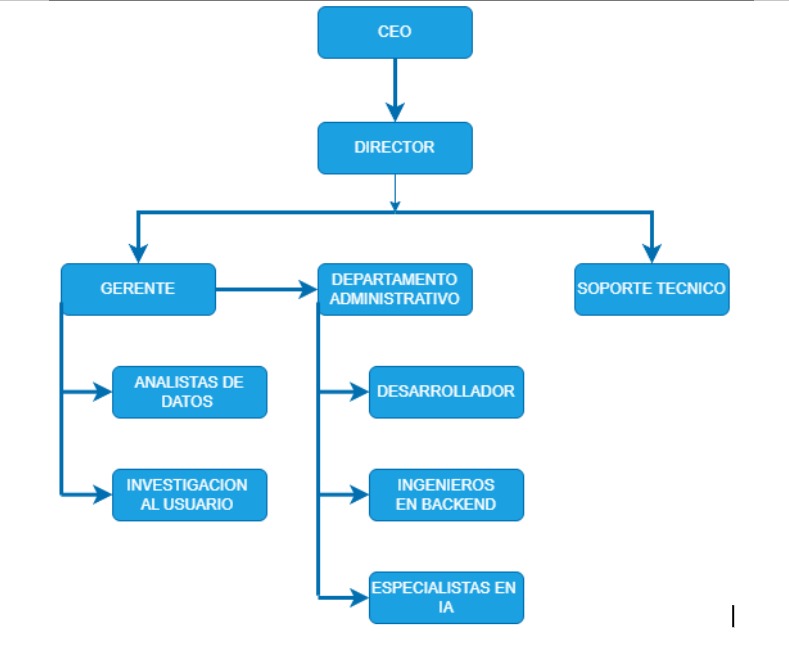 CEO
DIRECTOR
GERENTE
DEPARTAMENTO
ADMINISTRATIVO
SOPORTE TECNICO
ANALISTAS DE
DATOS
DESARROLLADOR
INVESTIGACION
AL USUARIO
INGENIEROS
EN BACKEND
ESPECIALISTAS EN
IA